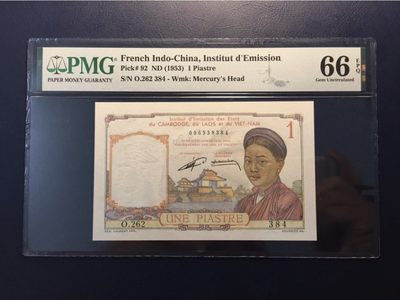 PMG
PAPER MONEY GUARANTY
French Indo-China, Institut d'Emission
Pick# 92 ND (1953) 1 Piastre
S/N O.262 384 - Wmk: Mercury's Head
66 EPQ
Gem Uncirculated
Institut d'Emission des Etats
du CAMBODGE, du LAOS et du VIET-NAM
006538384
1
O.262
UNE PIASTRE
384